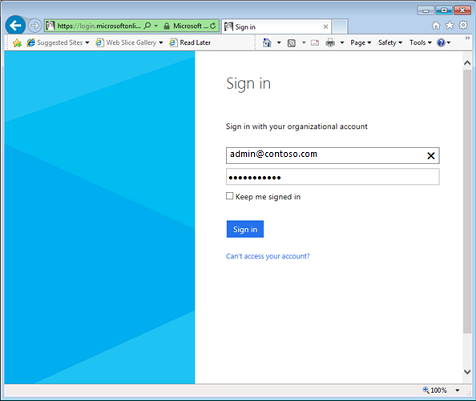 https://login.microsoftonli...
Microsoft ...
Sign in
Suggested Sites
Web Slice Gallery
Read Later
Page
Safety
Tools
Sign in
Sign in with your organizational account
admin@contoso.com
Keep me signed in
Sign in
Can't access your account?
100%